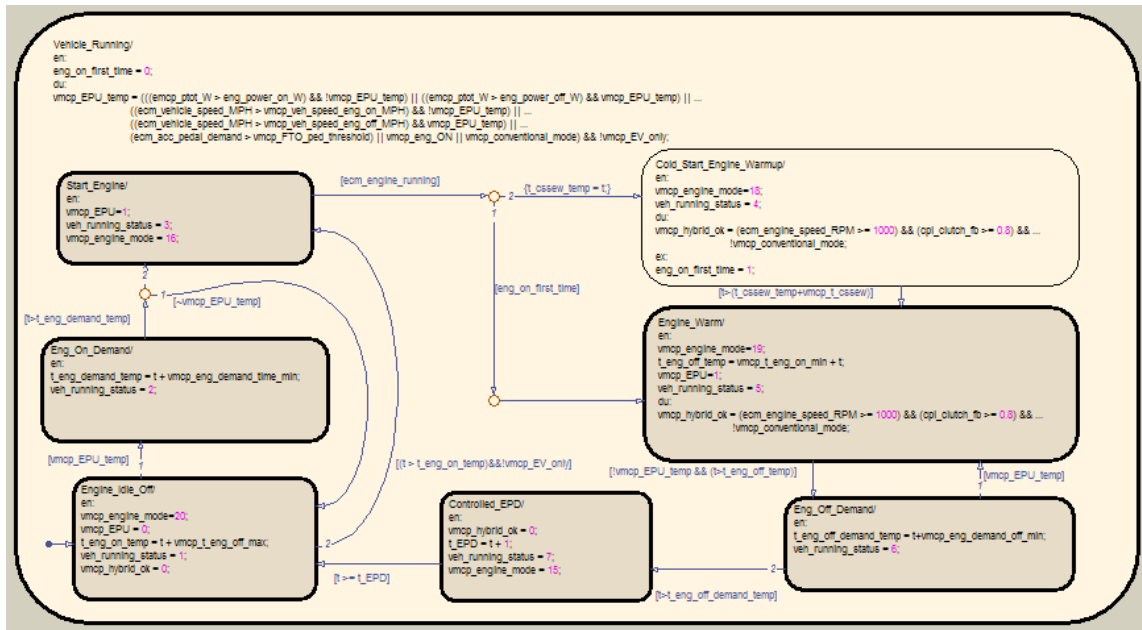 Vehicle_Running/
en:
eng_on_first_time = 0;
du:
vmcp_EPU_temp = (((emcp_ptot_W > eng_power_on_W) && !vmcp_EPU_temp) || ((emcp_ptot_W > eng_power_off_W) && vmcp_EPU_temp) || ...
((ecm_vehicle_speed_MPH > vmcp_veh_speed_eng_on_MPH) && !vmcp_EPU_temp) || ...
((ecm_vehicle_speed_MPH > vmcp_veh_speed_eng_off_MPH) && vmcp_EPU_temp) || ...
(ecm_acc_pedal_demand > vmcp_FTO_ped_threshold) || vmcp_eng_ON || vmcp_conventional_mode) && !vmcp_EV_only;
Start_Engine/
en:
vmcp_EPU=1;
veh_running_status = 3;
vmcp_engine_mode = 16;
[ecm_engine_running]
2
{t_cssew_temp = t;}
1
Cold_Start_Engine_Warmup/
en:
vmcp_engine_mode=18;
veh_running_status = 4;
du:
vmcp_hybrid_ok = (ecm_engine_speed_RPM >= 1000) && (cpl_clutch_fb >= 0.8) && ...
!vmcp_conventional_mode;
ex:
eng_on_first_time = 1;
2
1
[~vmcp_EPU_temp]
[eng_on_first_time]
[t>(t_cssew_temp+vmcp_t_cssew)]
[t>t_eng_demand_temp]
Eng_On_Demand/
en:
t_eng_demand_temp = t + vmcp_eng_demand_time_min;
veh_running_status = 2;
Engine_Warm/
en:
vmcp_engine_mode=19;
t_eng_off_temp = vmcp_t_eng_on_min + t;
vmcp_EPU=1;
veh_running_status = 5;
du:
vmcp_hybrid_ok = (ecm_engine_speed_RPM >= 1000) && (cpl_clutch_fb >= 0.8) && ...
!vmcp_conventional_mode;
[vmcp_EPU_temp]
1
[(t > t_eng_on_temp)&&!vmcp_EV_only]
[!vmcp_EPU_temp && (t>t_eng_off_temp)]
[vmcp_EPU_temp]
1
Engine_Idle_Off/
en:
vmcp_engine_mode=20;
vmcp_EPU = 0;
t_eng_on_temp = t + vmcp_t_eng_off_max;
veh_running_status = 1;
vmcp_hybrid_ok = 0;
2
Controlled_EPD/
en:
vmcp_hybrid_ok = 0;
t_EPD = t + 1;
veh_running_status = 7;
vmcp_engine_mode = 15;
Eng_Off_Demand/
en:
t_eng_off_demand_temp = t+vmcp_eng_demand_off_min;
veh_running_status = 6;
2
[t >= t_EPD]
[t>t_eng_off_demand_temp]